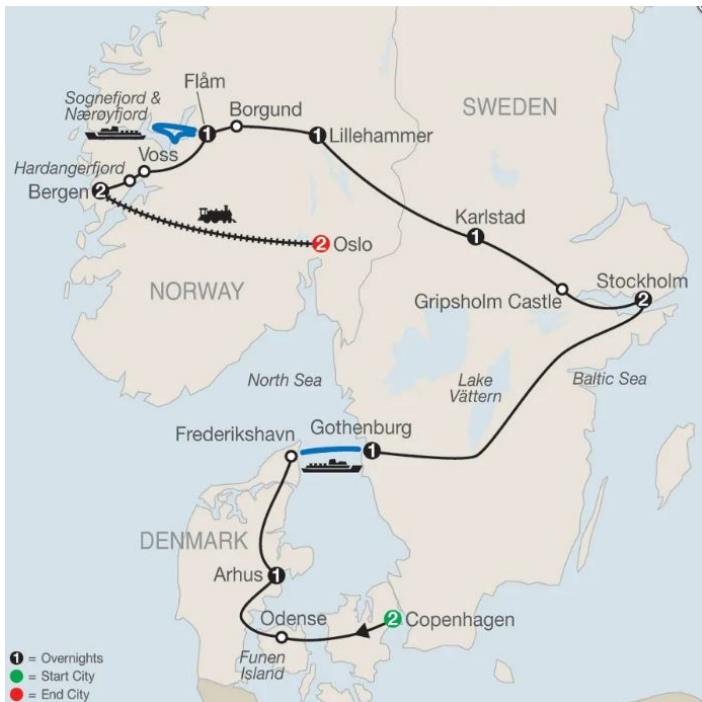 Flåm
Sognefjord &
Nærøyfjord
Borgund
SWEDEN
1
1
Lillehammer
Voss
Hardangerfjord
Bergen
2
Karlstad
1
2
Oslo
Stockholm
2
NORWAY
Gripsholm Castle
North Sea
Lake
Vättern
Baltic Sea
Gothenburg
Frederikshavn
1
DENMARK
Arhus
1
Odense
2
Copenhagen
Funen
Island
1 = Overnights
= Start City
= End City